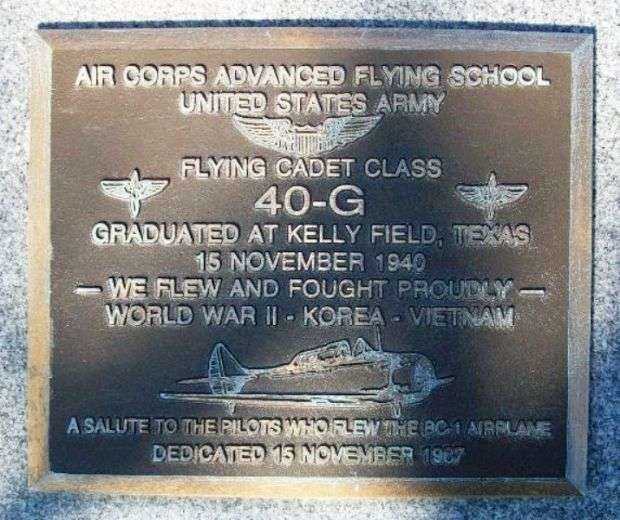 AIR CORPS ADVANCED FLYING SCHOOL
UNITED STATES ARMY
FLYING CADET CLASS
40-G
GRADUATED AT KELLY FIELD, TEXAS
15 NOVEMBER 1940
— WE FLEW AND FOUGHT PROUDLY —
WORLD WAR II - KOREA - VIETNAM
A SALUTE TO THE PILOTS WHO FLEW THE BC-1 AIRPLANE
DEDICATED 15 NOVEMBER 1987